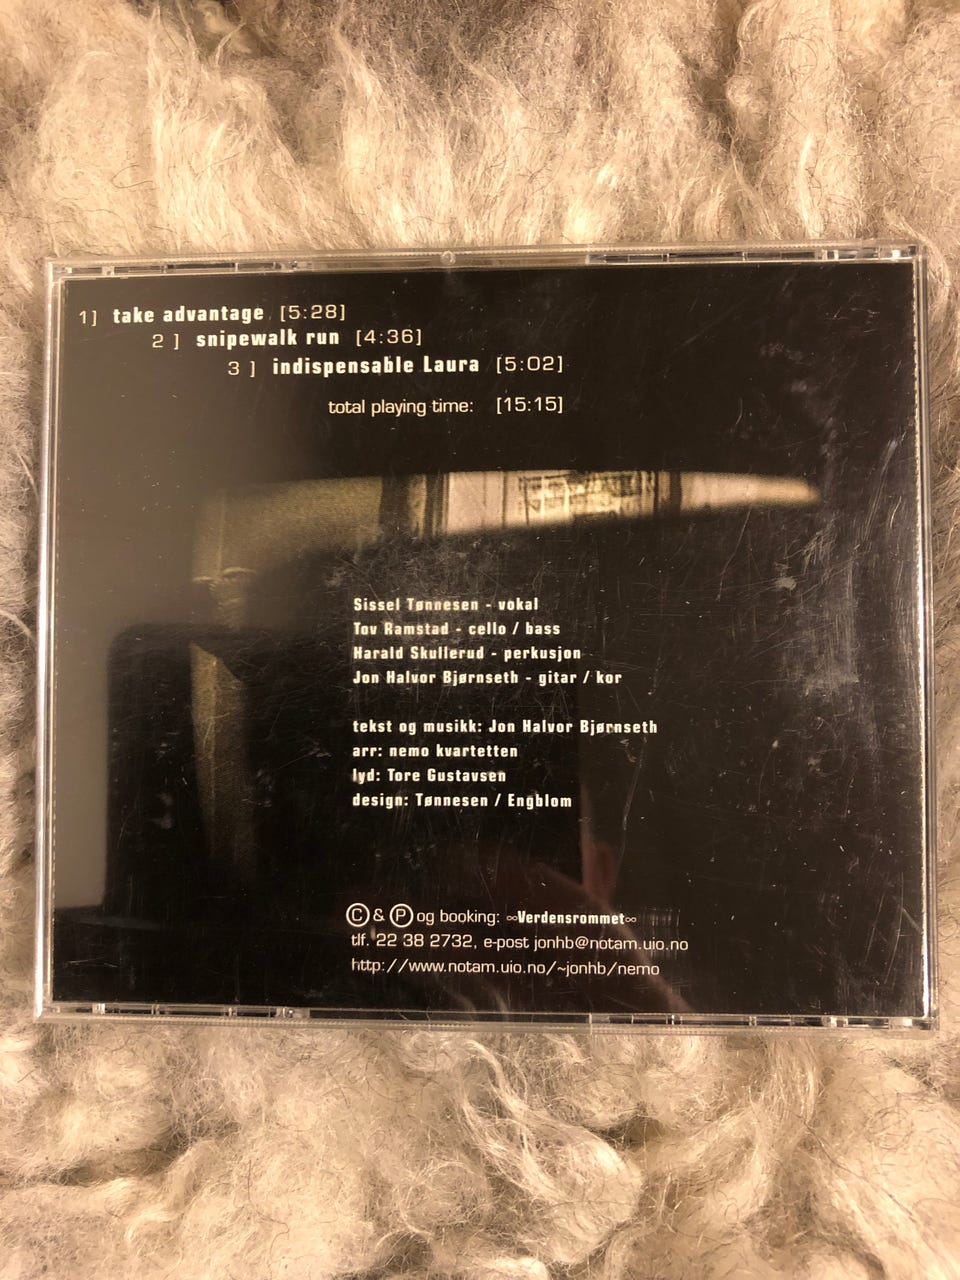 1] take advantage [5:28]
2 ] snipewalk run [4:36]
3 ] indispensable Laura [5:02]
total playing time: [15:15]
Sissel Tønnesen - vokal
Tov Ramstad - cello / bass
Harald Skullerud - perkusjon
Jon Halvor Bjørnseth - gitar / kor
tekst og musikk: Jon Halvor Bjørnseth
arr: nemo kvartetten
lyd: Tore Gustavsen
design: Tønnesen / Engblom
Ⓒ & Ⓟ og booking: ∞Verdensrommet∞
tlf. 22 38 2732, e-post jonhb@notam.uio.no
http://www.notam.uio.no/~jonhb/nemo